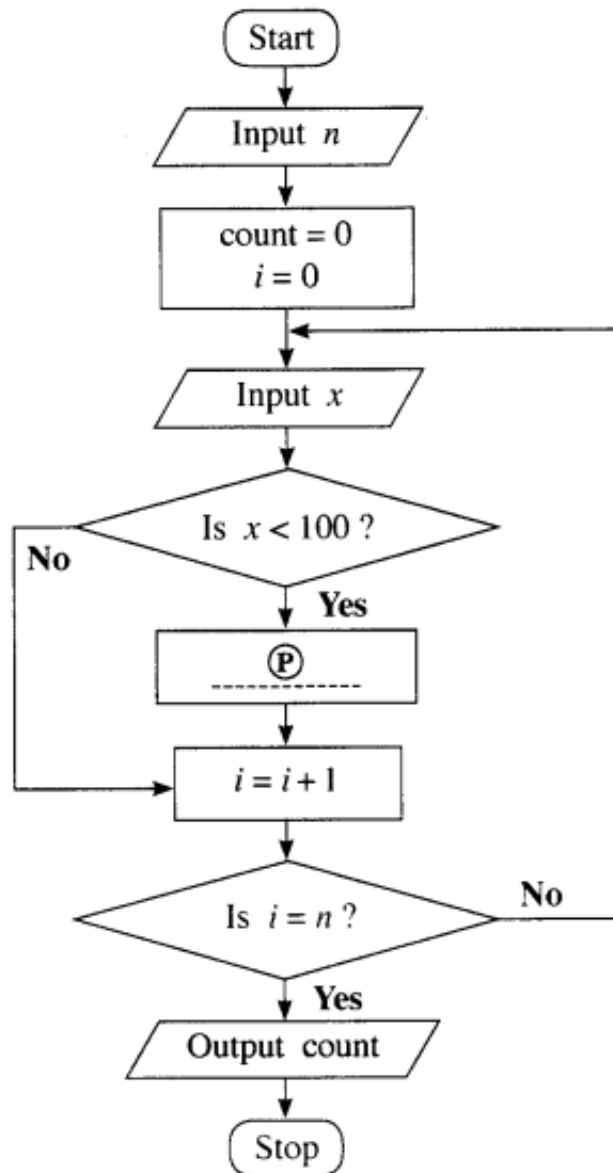 Start
Input n
count = 0
i = 0
Input x
Is x < 100 ?
No
Yes
Ⓟ
i = i + 1
Is i = n ?
No
Yes
Output count
Stop